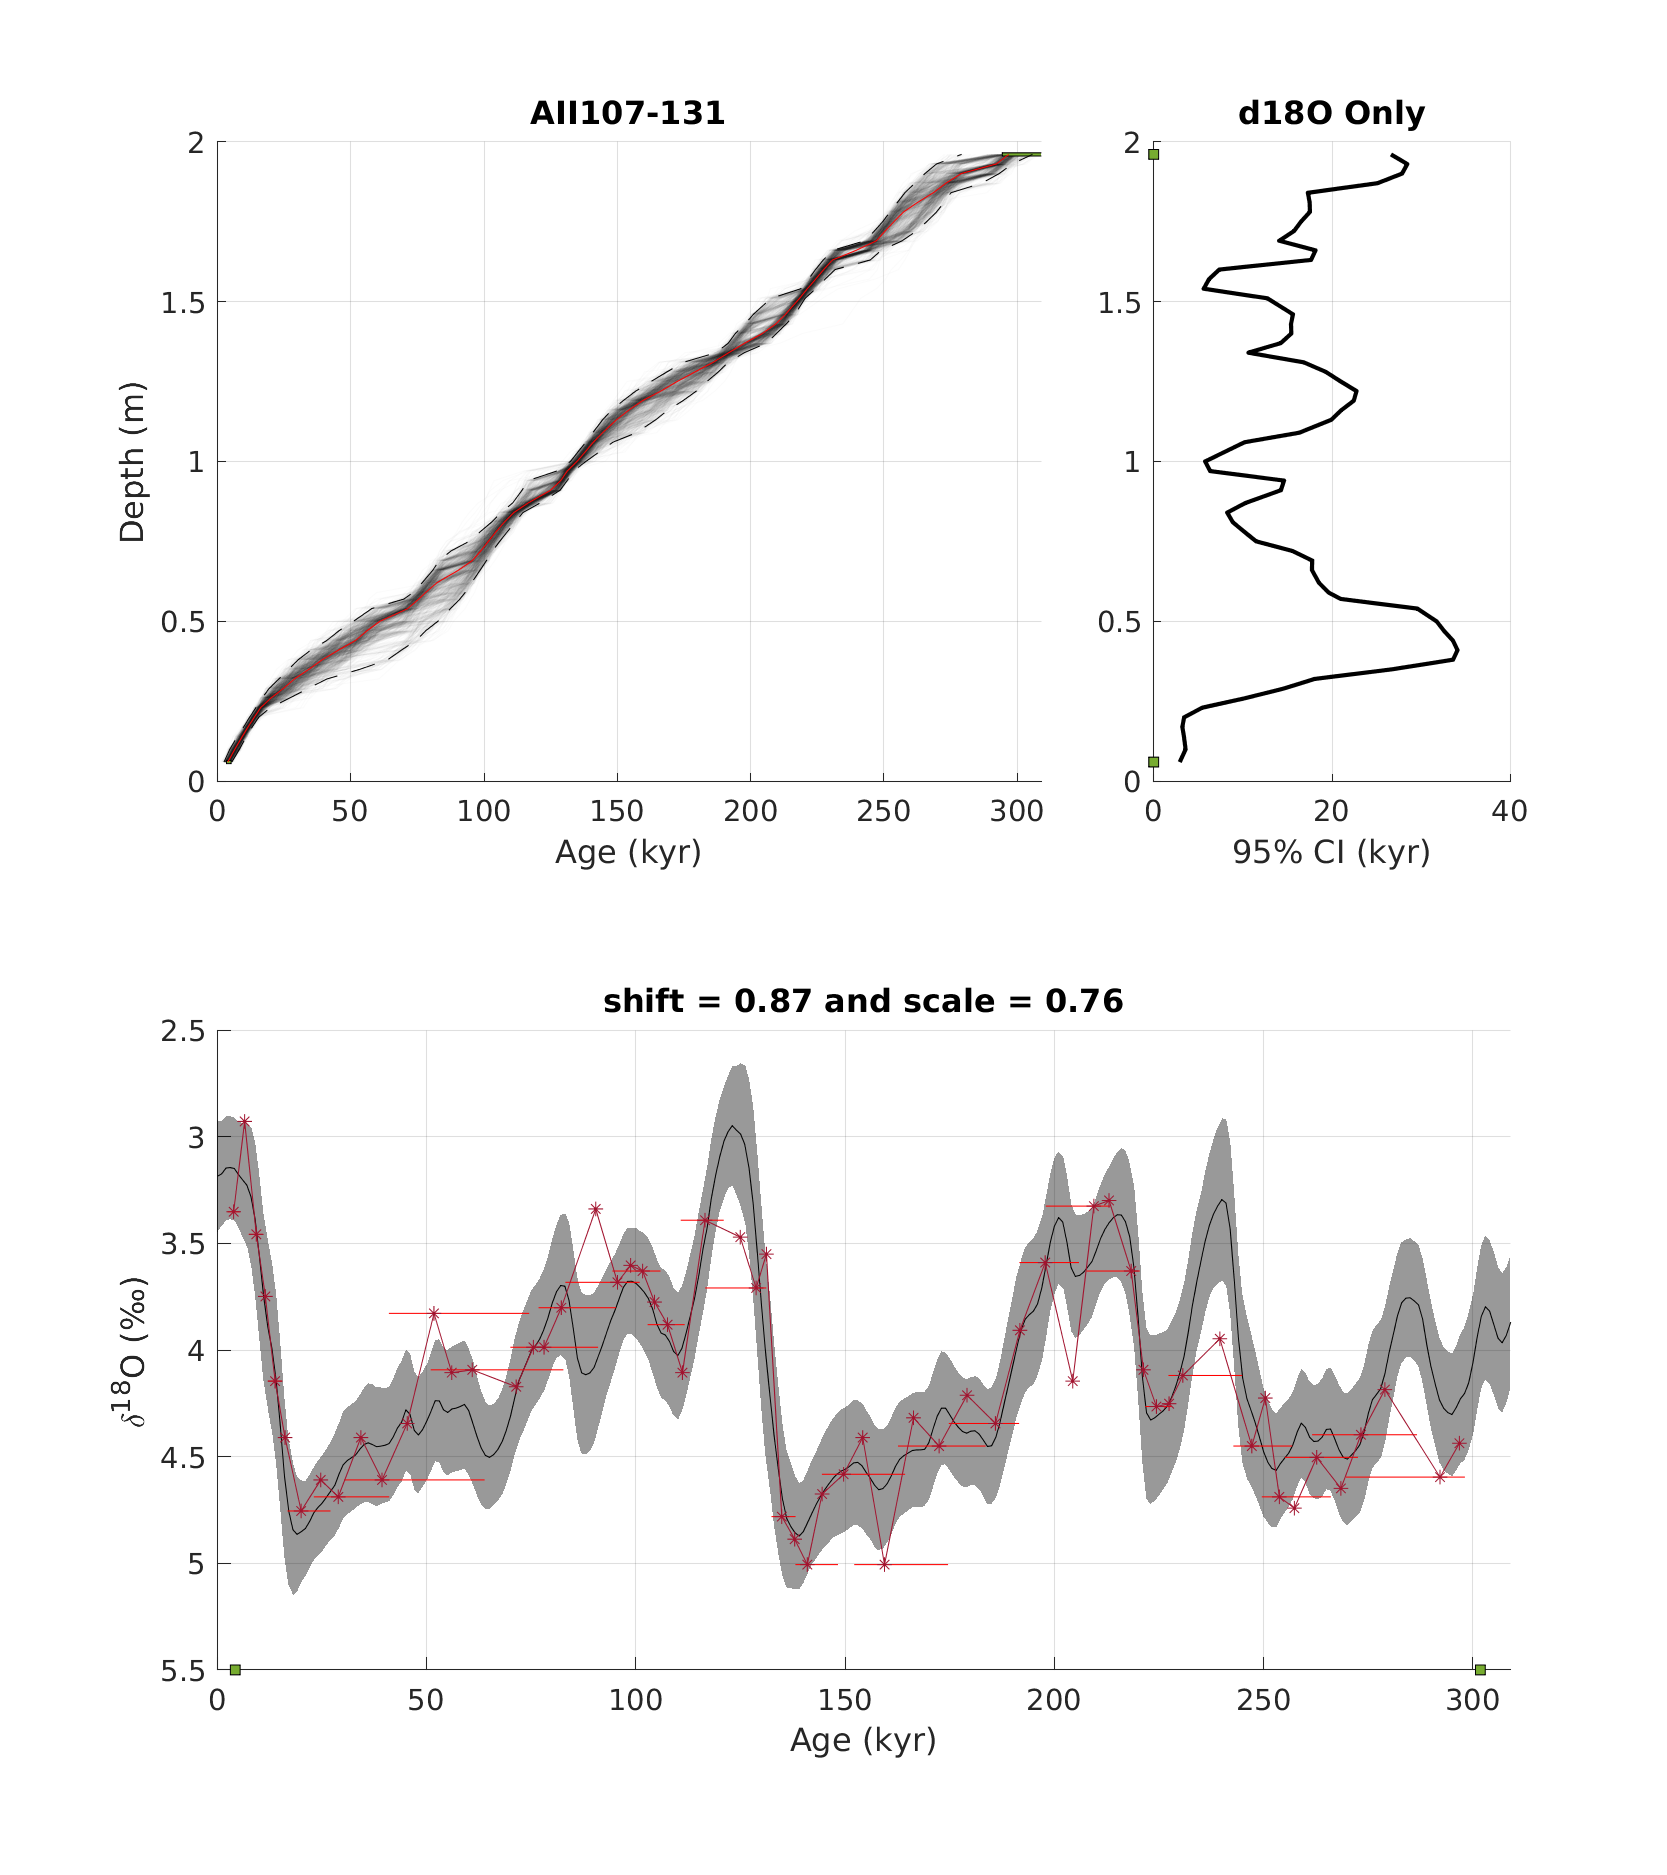 AII107-131
d18O Only
2
1.5
1
0.5
0
Depth (m)
0 50 100 150 200 250 300
Age (kyr)
2
1.5
1
0.5
0
0 20 40
95% CI (kyr)
shift = 0.87 and scale = 0.76
2.5
3
3.5
4
4.5
5
5.5
δ18O (‰)
0 50 100 150 200 250 300
Age (kyr)